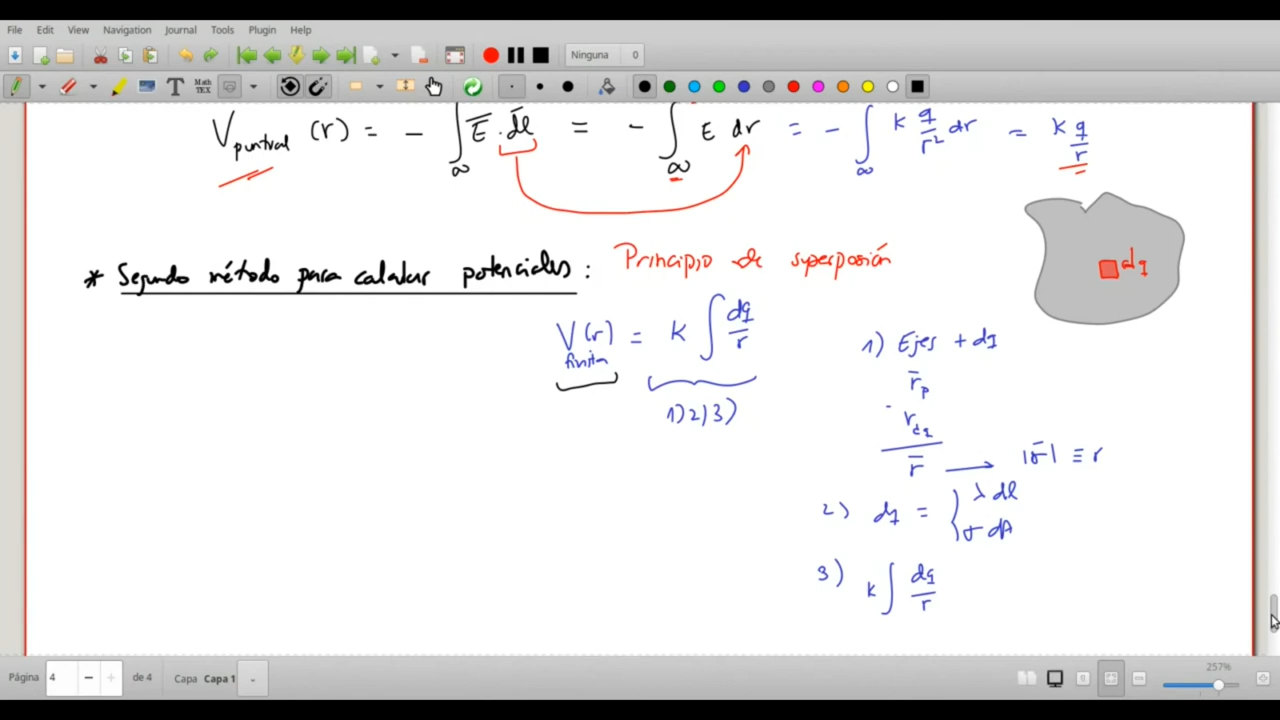 File Edit View Navigation Journal Tools Plugin Help
Ninguna 0
T Math TEX
V puntual (r) = - ∫∞ E̅ · d̅l̅ = - ∫∞ E dr = - ∫∞ K q/r² dr = K q/r
* Segundo método para calcular potenciales : Principio de superposición
dq
V(r) finita = K ∫ dq/r
1) 2) 3)
1) Ejes + dq
r̅p
- r dq
r̅ → |r̅| ≡ r
2) dq = { λ dl
σ dA
3) K ∫ dq/r
Página 4 de 4 Capa Capa 1 257%